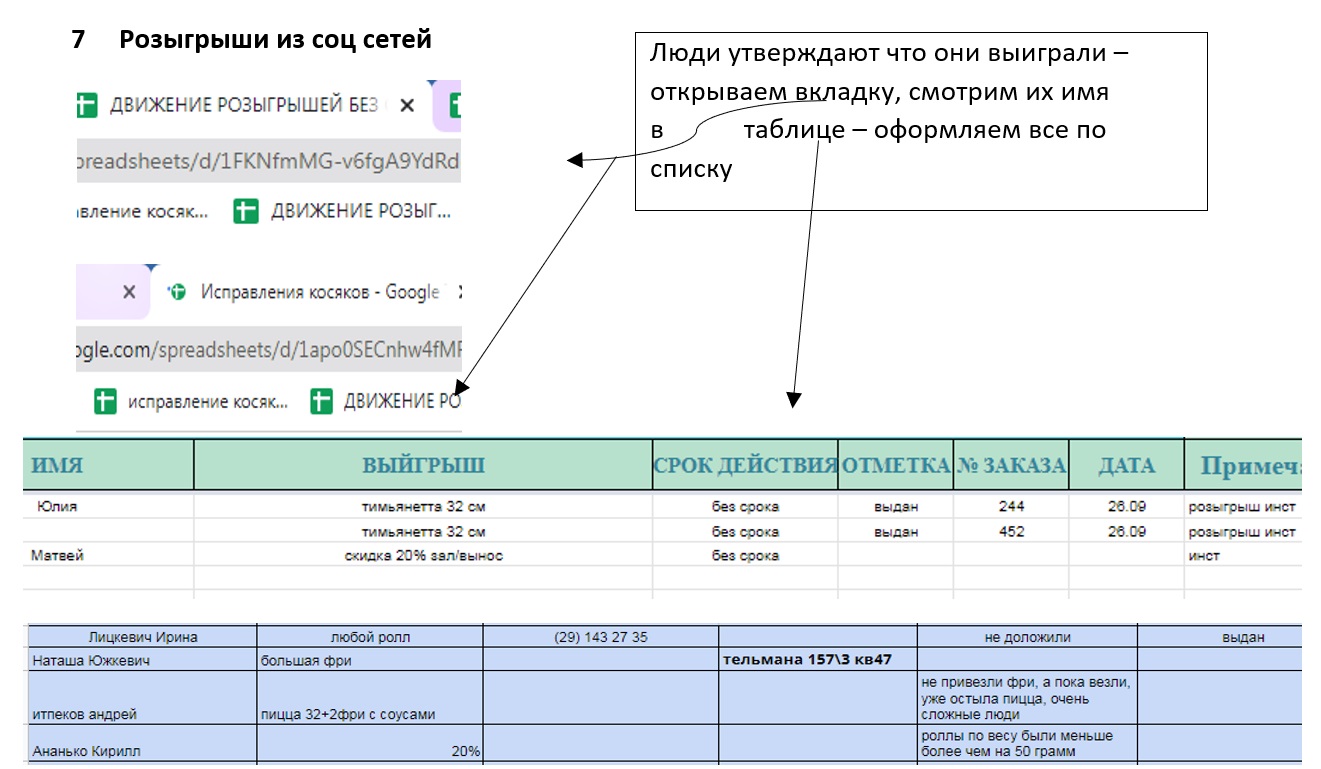 7 Розыгрыши из соц сетей
Люди утверждают что они выиграли –
открываем вкладку, смотрим их имя
в таблице – оформляем все по
списку
ДВИЖЕНИЕ РОЗЫГРЫШЕЙ БЕЗ
preadsheets/d/1FKNfmMG-v6fgA9YdRd
авление косяк... ДВИЖЕНИЕ РОЗЫГ...
Исправления косяков - Google
ogle.com/spreadsheets/d/1apo0SECnhw4fMF
исправление косяк... ДВИЖЕНИЕ РО
ИМЯ ВЫЙГРЫШ СРОК ДЕЙСТВИЯ ОТМЕТКА № ЗАКАЗА ДАТА Примеча
Юлия тимьянетта 32 см без срока выдан 244 26.09 розыгрыш инст
тимьянетта 32 см без срока выдан 452 26.09 розыгрыш инст
Матвей скидка 20% зал/вынос без срока инст
Лицкевич Ирина любой ролл (29) 143 27 35 не доложили выдан
Наташа Южкевич большая фри тельмана 157\3 кв47
итпеков андрей пицца 32+2фри с соусами не привезли фри, а пока везли,
уже остыла пицца, очень
сложные люди
Ананько Кирилл 20% роллы по весу были меньше
более чем на 50 грамм